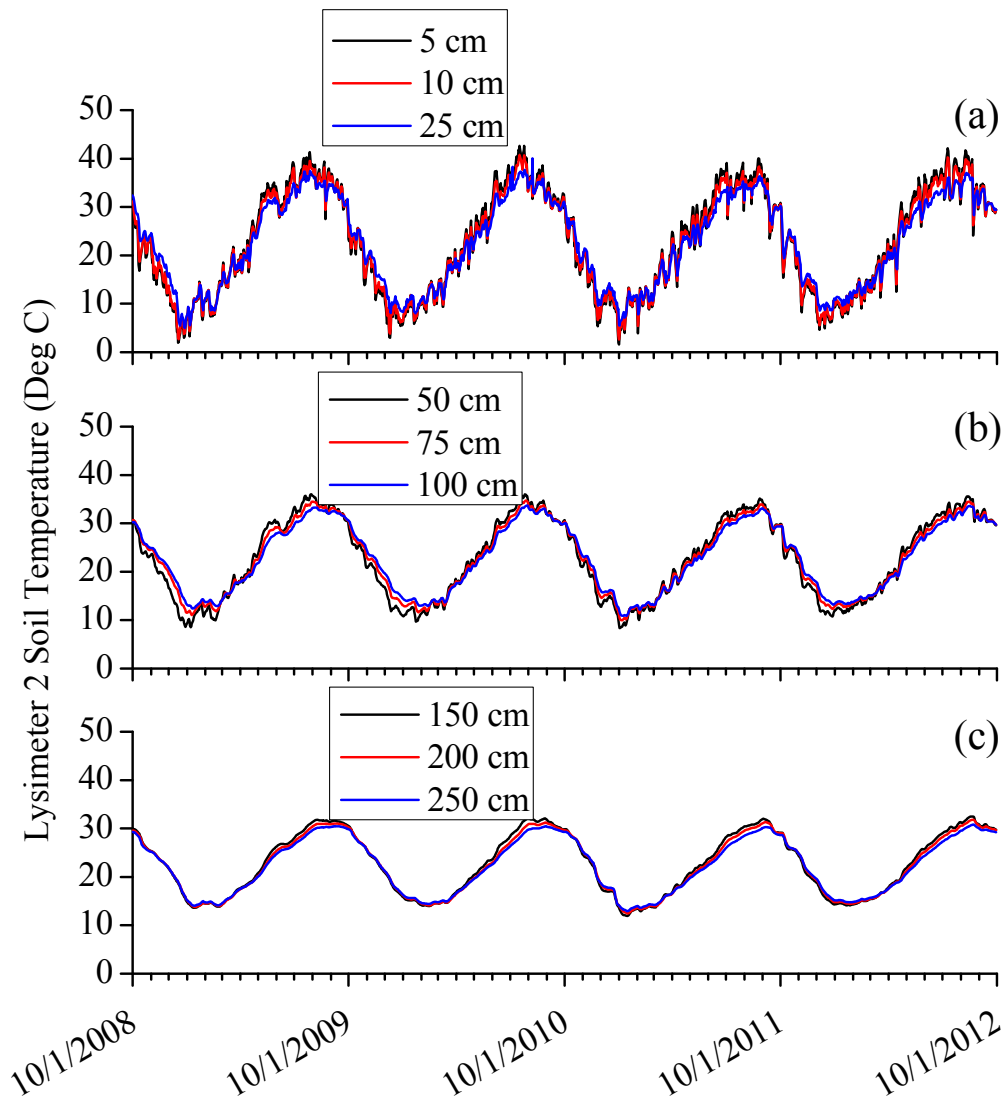 5 cm
10 cm
25 cm
(a)
50
40
30
20
10
0
50 cm
75 cm
100 cm
(b)
50
40
30
20
10
0
150 cm
200 cm
250 cm
(c)
50
40
30
20
10
0
Lysimeter 2 Soil Temperature (Deg C)
10/1/2008
10/1/2009
10/1/2010
10/1/2011
10/1/2012